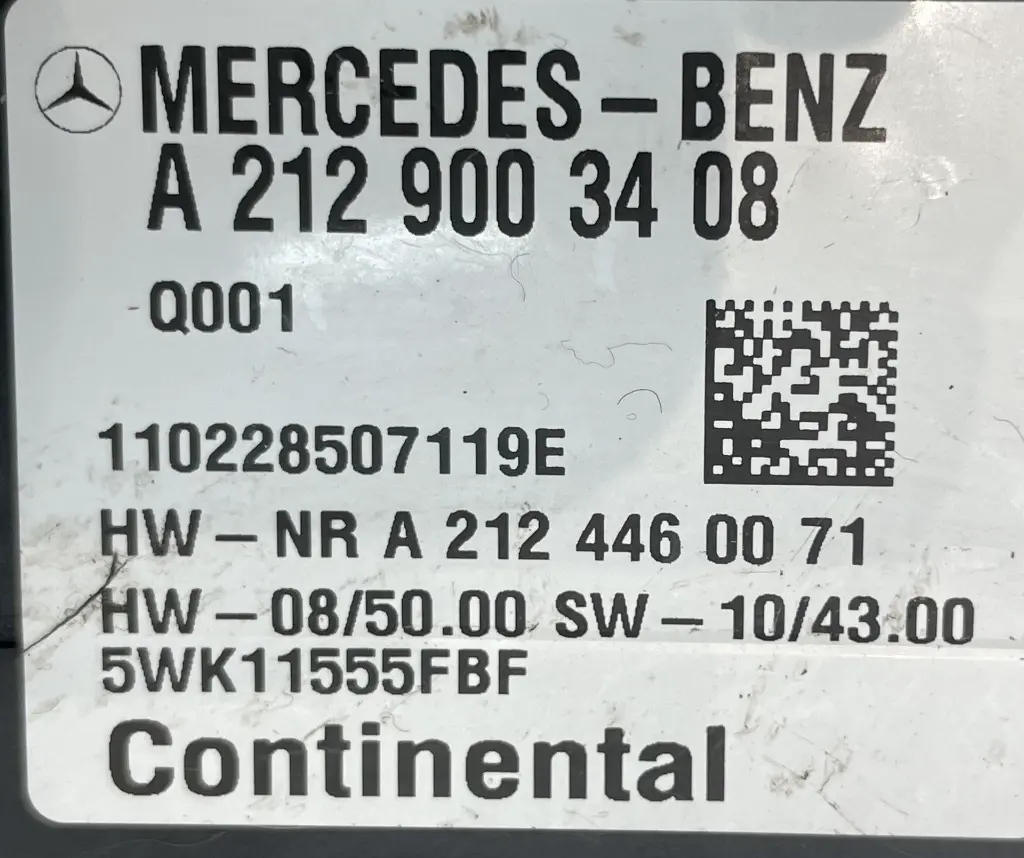 MERCEDES-BENZ
A 212 900 34 08
Q001
110228507119E
HW-NR A 212 446 00 71
HW-08/50.00 SW-10/43.00
5WK11555FBF
Continental